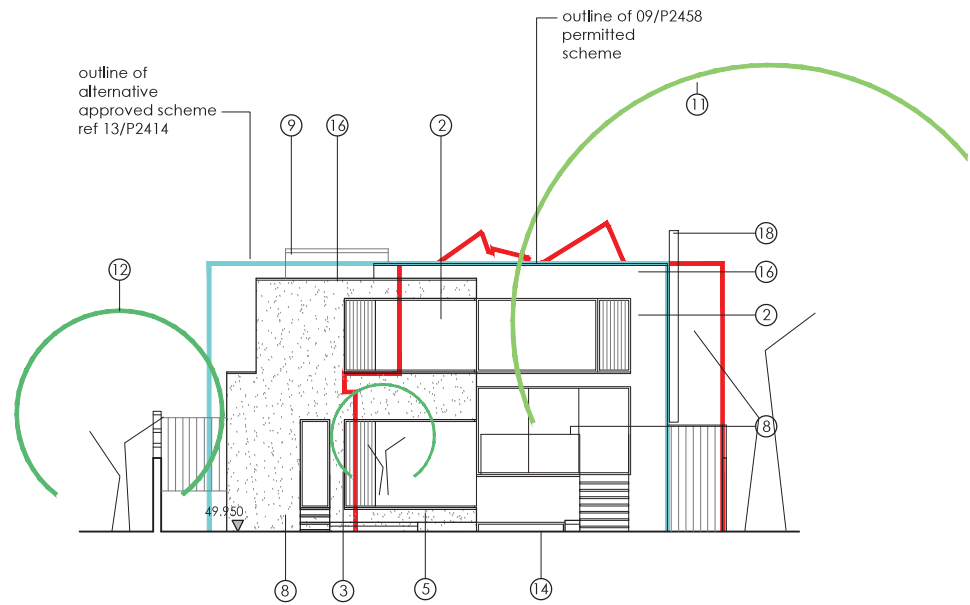 outline of 09/P2458
permitted
scheme
outline of
alternative
approved scheme
ref 13/P2414
11
9
16
2
18
16
12
2
8
49.950
8
3
5
14